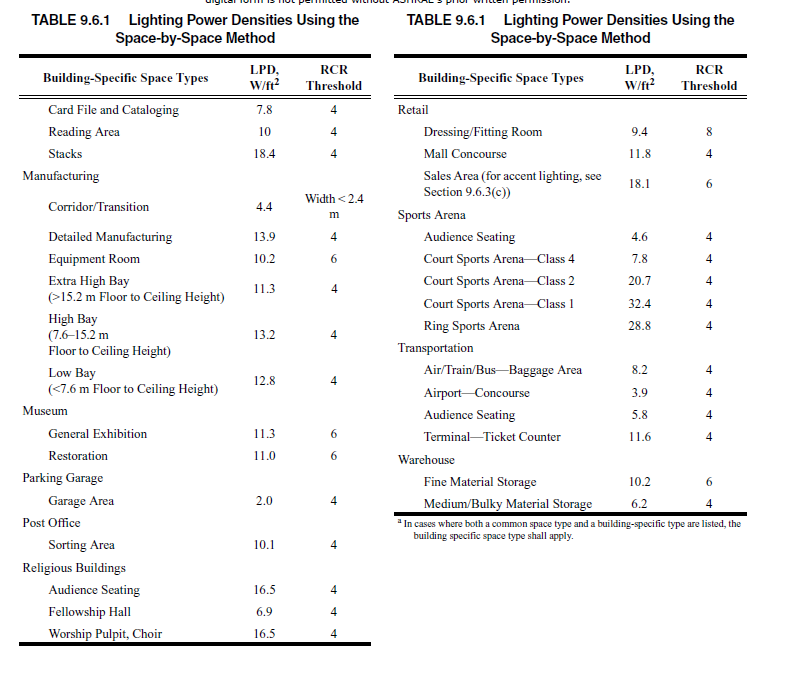 digital form is not permitted without ASHRAE's prior written permission.
TABLE 9.6.1 Lighting Power Densities Using the
Space-by-Space Method
Building-Specific Space Types LPD, W/ft² RCR Threshold
Card File and Cataloging 7.8 4
Reading Area 10 4
Stacks 18.4 4
Manufacturing
Corridor/Transition 4.4 Width < 2.4 m
Detailed Manufacturing 13.9 4
Equipment Room 10.2 6
Extra High Bay
(>15.2 m Floor to Ceiling Height) 11.3 4
High Bay
(7.6–15.2 m 13.2 4
Floor to Ceiling Height)
Low Bay
(<7.6 m Floor to Ceiling Height) 12.8 4
Museum
General Exhibition 11.3 6
Restoration 11.0 6
Parking Garage
Garage Area 2.0 4
Post Office
Sorting Area 10.1 4
Religious Buildings
Audience Seating 16.5 4
Fellowship Hall 6.9 4
Worship Pulpit, Choir 16.5 4
TABLE 9.6.1 Lighting Power Densities Using the
Space-by-Space Method
Building-Specific Space Types LPD, W/ft² RCR Threshold
Retail
Dressing/Fitting Room 9.4 8
Mall Concourse 11.8 4
Sales Area (for accent lighting, see
Section 9.6.3(c)) 18.1 6
Sports Arena
Audience Seating 4.6 4
Court Sports Arena—Class 4 7.8 4
Court Sports Arena—Class 2 20.7 4
Court Sports Arena—Class 1 32.4 4
Ring Sports Arena 28.8 4
Transportation
Air/Train/Bus—Baggage Area 8.2 4
Airport—Concourse 3.9 4
Audience Seating 5.8 4
Terminal—Ticket Counter 11.6 4
Warehouse
Fine Material Storage 10.2 6
Medium/Bulky Material Storage 6.2 4
a In cases where both a common space type and a building-specific type are listed, the
building specific space type shall apply.